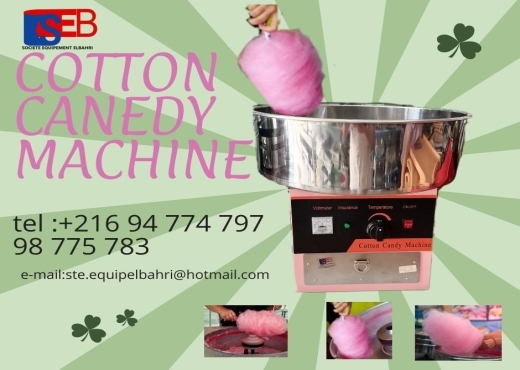 SEB
SOCIETE EQUIPEMENT ELBAHRI
COTTON
CANEDY
MACHINE
tel :+216 94 774 797
98 775 783
e-mail:ste.equipelbahri@hotmail.com
Voltmeter Insurance Temperature
Cotton Candy Machine